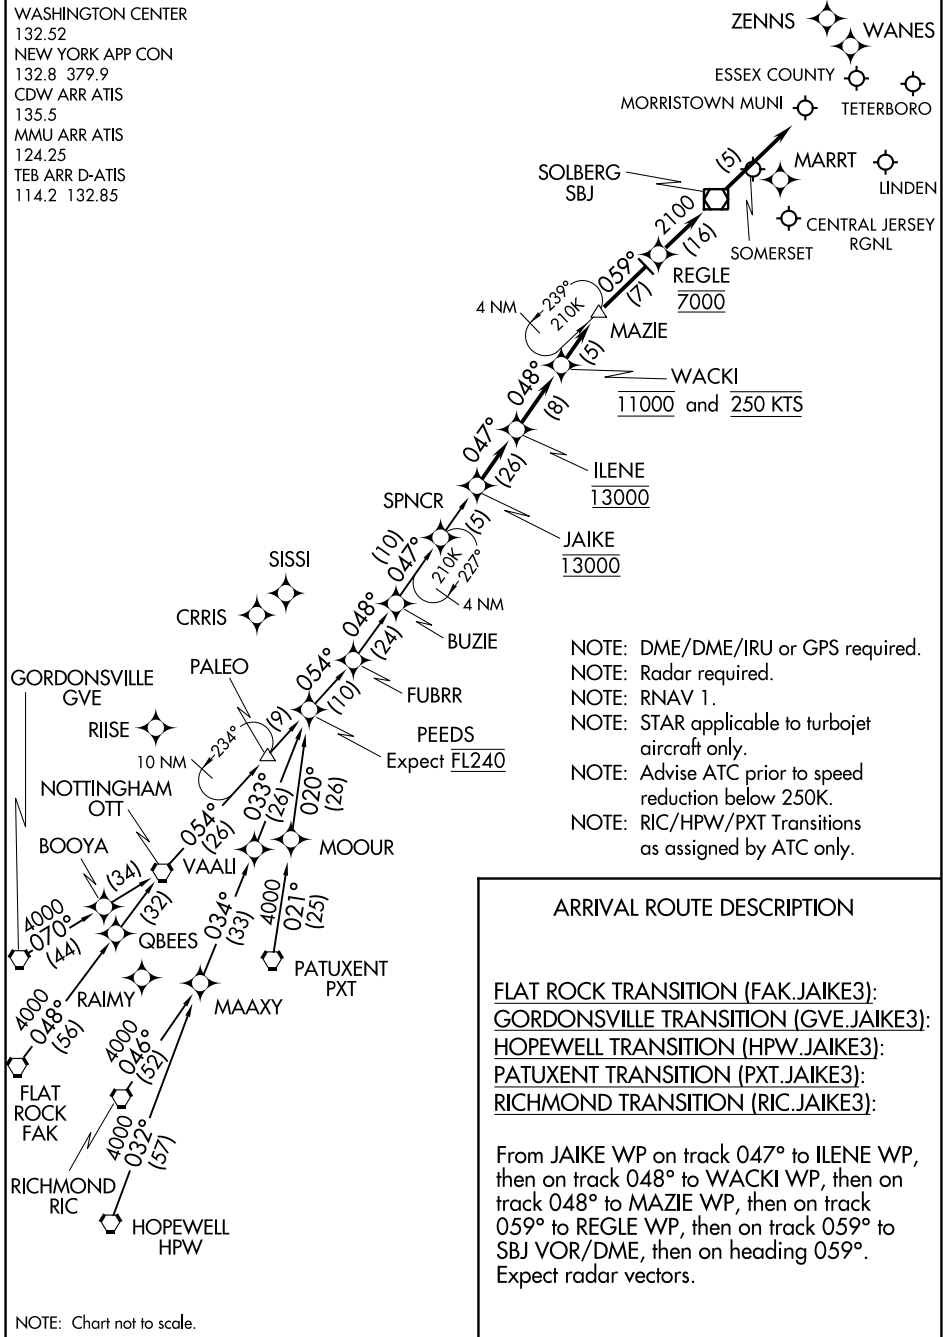 WASHINGTON CENTER
132.52
NEW YORK APP CON
132.8 379.9
CDW ARR ATIS
135.5
MMU ARR ATIS
124.25
TEB ARR D-ATIS
114.2 132.85
ZENNS
WANES
ESSEX COUNTY
TETERBORO
MORRISTOWN MUNI
(5)
MARRT
LINDEN
SOLBERG
SBJ
CENTRAL JERSEY
RGNL
SOMERSET
2100
(16)
REGLE
7000
059°
(7)
4 NM
239°
210K
MAZIE
(5)
WACKI
11000 and 250 KTS
048°
(8)
ILENE
13000
047°
(26)
JAIKE
13000
SPNCR
(5)
(10)
047°
210K
227°
4 NM
SISSI
CRRIS
BUZIE
048°
(24)
FUBRR
PALEO
054°
(10)
PEEDS
Expect FL240
GORDONSVILLE
GVE
RIISE
10 NM
234°
(9)
NOTTINGHAM
OTT
054°
(26)
033°
(26)
020°
(26)
BOOYA
(34)
VAALI
MOOUR
4000
070°
(44)
(32)
QBEES
034°
(33)
4000
021°
(25)
PATUXENT
PXT
RAIMY
MAAXY
4000
048°
(56)
4000
046°
(52)
FLAT
ROCK
FAK
4000
032°
(57)
RICHMOND
RIC
HOPEWELL
HPW
NOTE: Chart not to scale.
NOTE: DME/DME/IRU or GPS required.
NOTE: Radar required.
NOTE: RNAV 1.
NOTE: STAR applicable to turbojet
aircraft only.
NOTE: Advise ATC prior to speed
reduction below 250K.
NOTE: RIC/HPW/PXT Transitions
as assigned by ATC only.
ARRIVAL ROUTE DESCRIPTION
FLAT ROCK TRANSITION (FAK.JAIKE3):
GORDONSVILLE TRANSITION (GVE.JAIKE3):
HOPEWELL TRANSITION (HPW.JAIKE3):
PATUXENT TRANSITION (PXT.JAIKE3):
RICHMOND TRANSITION (RIC.JAIKE3):
From JAIKE WP on track 047° to ILENE WP,
then on track 048° to WACKI WP, then on
track 048° to MAZIE WP, then on track
059° to REGLE WP, then on track 059° to
SBJ VOR/DME, then on heading 059°.
Expect radar vectors.